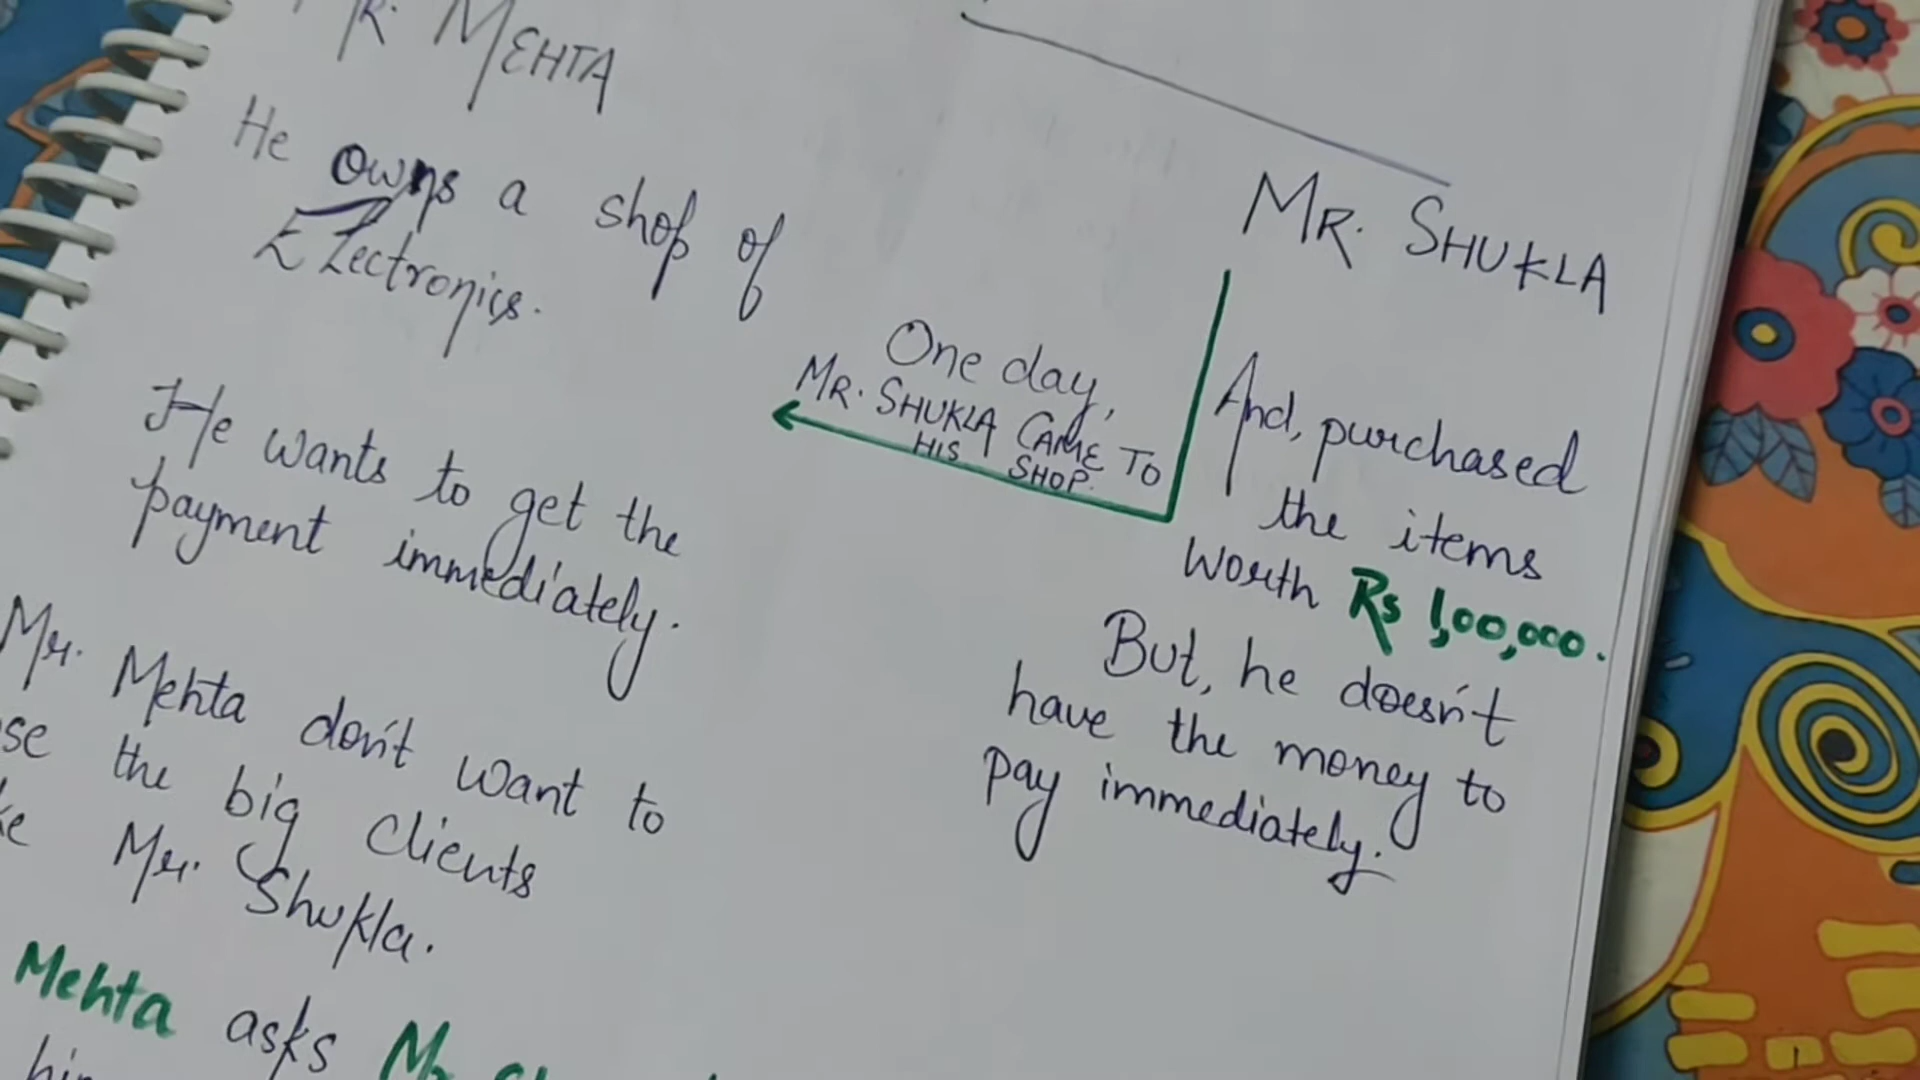 MR. MEHTA
He owns a shop of
Electronics.
He wants to get the
payment immediately.
Mr. Mehta don't want to
the big clients
Mr. Shukla.
Mehta asks
One day,
MR. SHUKLA CAME TO
HIS SHOP.
MR. SHUKLA
And, purchased
the items
worth Rs 1,00,000.
But, he doesn't
have the money to
pay immediately.